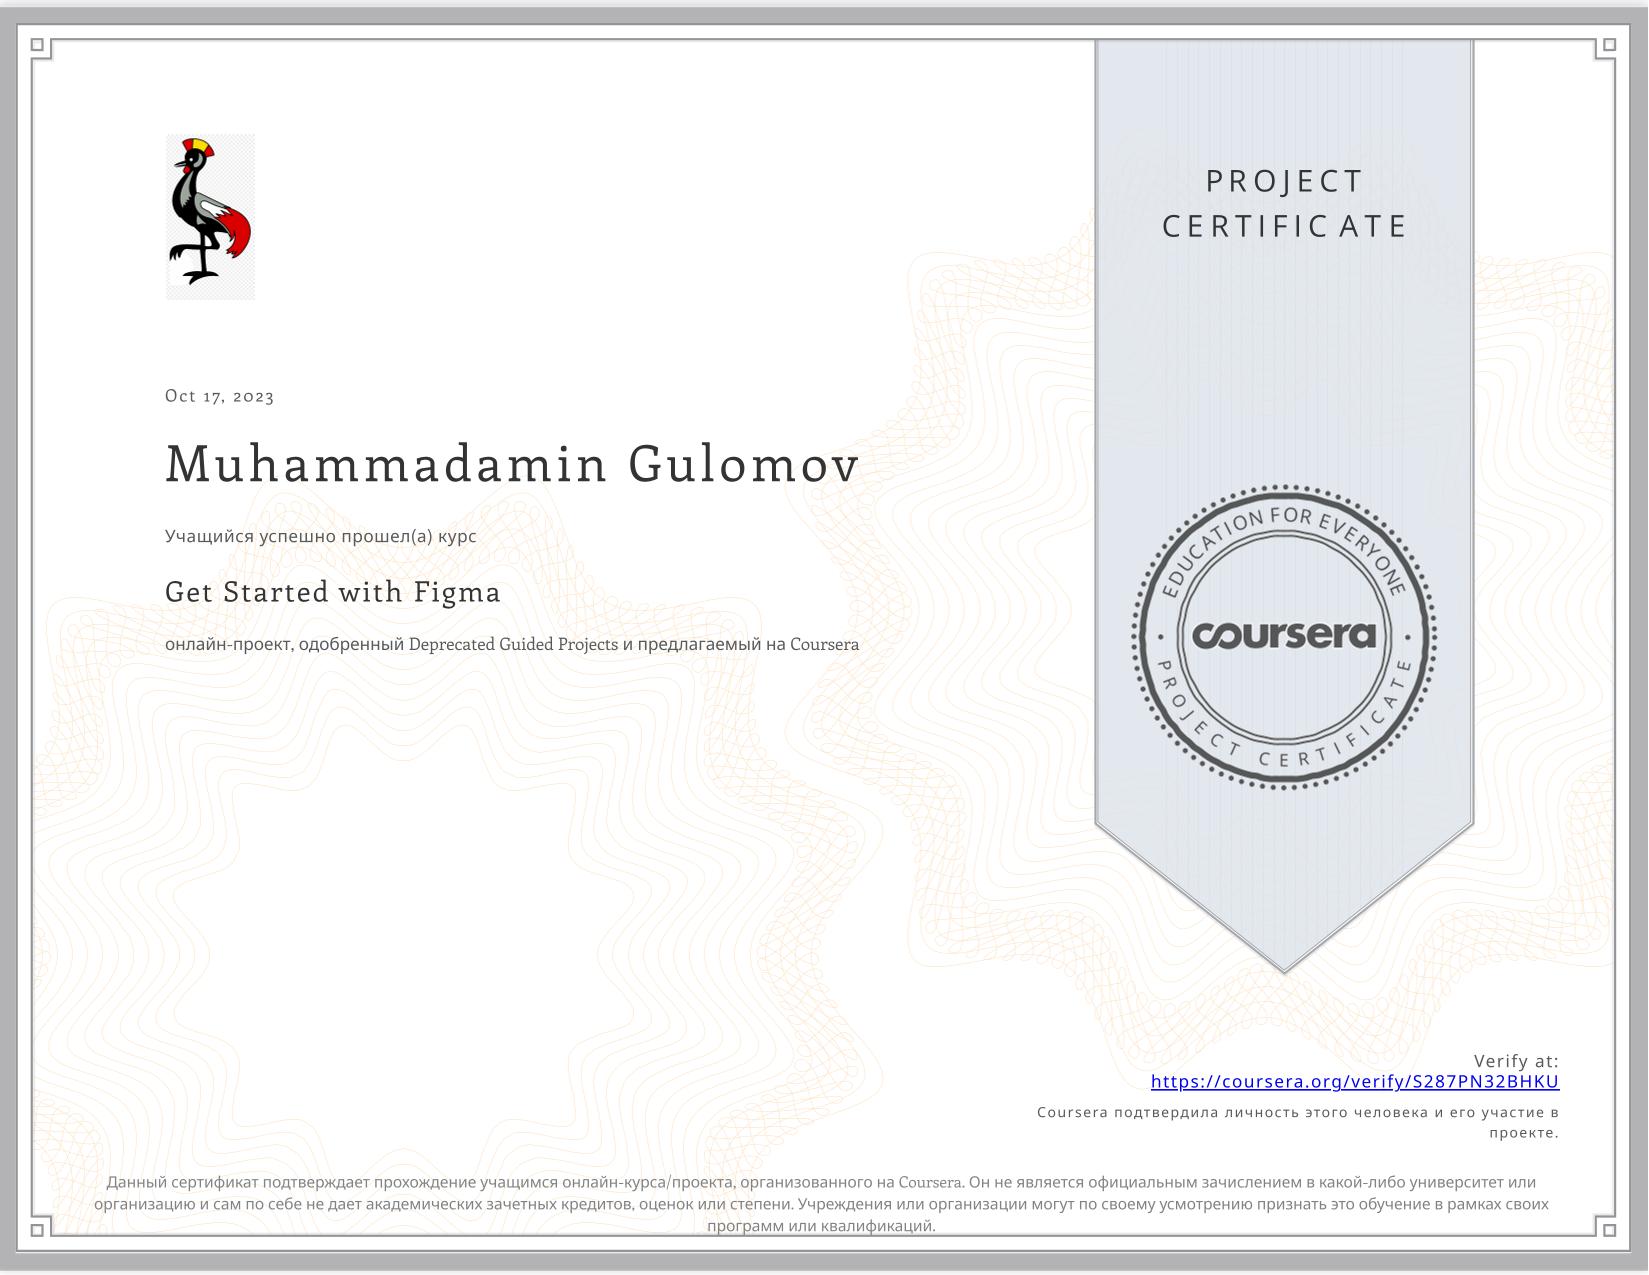 PROJECT
CERTIFICATE
Oct 17, 2023
Muhammadamin Gulomov
Учащийся успешно прошел(а) курс
Get Started with Figma
онлайн-проект, одобренный Deprecated Guided Projects и предлагаемый на Coursera
EDUCATION FOR EVERYONE
coursera
PROJECT CERTIFICATE
Verify at:
https://coursera.org/verify/S287PN32BHKU
Coursera подтвердила личность этого человека и его участие в
проекте.
Данный сертификат подтверждает прохождение учащимся онлайн-курса/проекта, организованного на Coursera. Он не является официальным зачислением в какой-либо университет или
организацию и сам по себе не дает академических зачетных кредитов, оценок или степени. Учреждения или организации могут по своему усмотрению признать это обучение в рамках своих
программ или квалификаций.